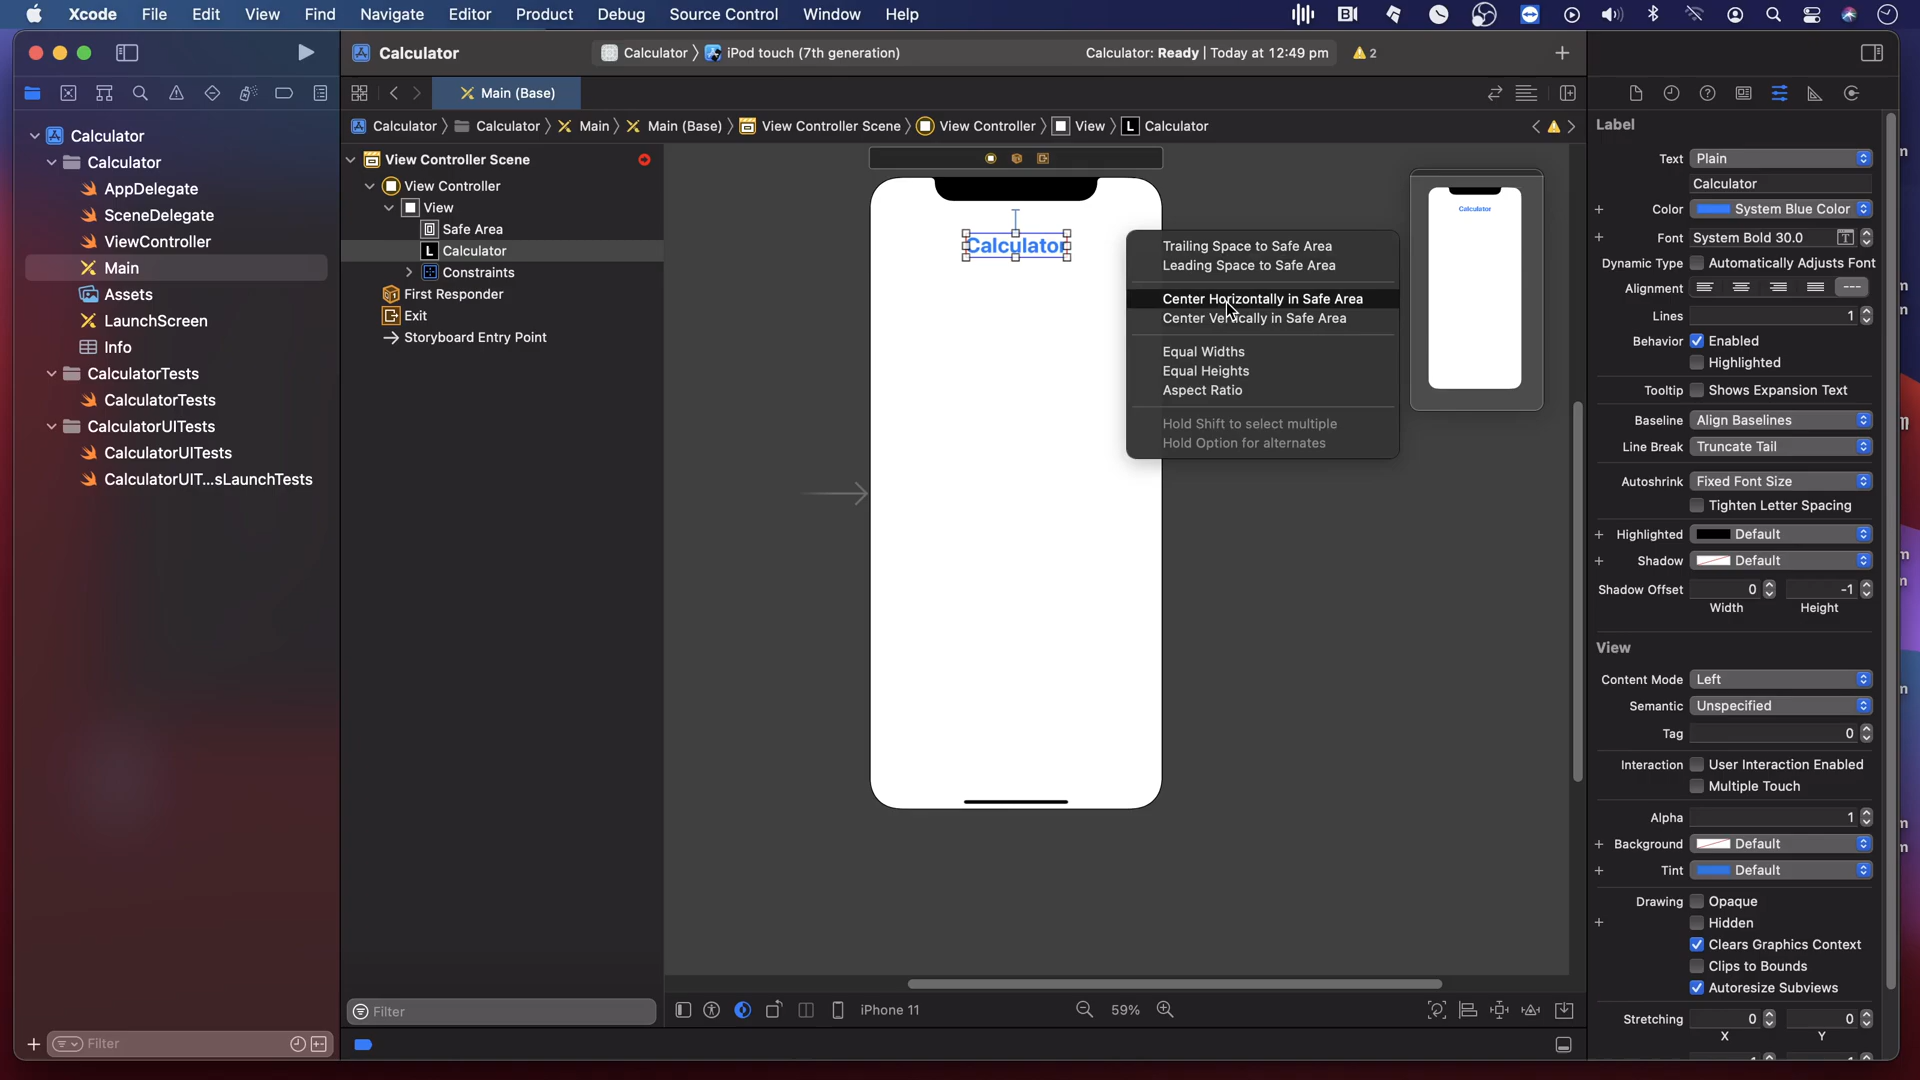 Xcode File Edit View Find Navigate Editor Product Debug Source Control Window Help
Calculator
Calculator iPod touch (7th generation)
Calculator: Ready | Today at 12:49 pm
2
Main (Base)
Calculator Calculator Main Main (Base) View Controller Scene View Controller View L Calculator
Calculator
Calculator
AppDelegate
SceneDelegate
ViewController
Main
Assets
LaunchScreen
Info
CalculatorTests
CalculatorTests
CalculatorUITests
CalculatorUITests
CalculatorUIT...sLaunchTests
Filter
View Controller Scene
View Controller
View
Safe Area
L Calculator
Constraints
First Responder
Exit
Storyboard Entry Point
Filter
Calculator
Trailing Space to Safe Area
Leading Space to Safe Area
Center Horizontally in Safe Area
Center Vertically in Safe Area
Equal Widths
Equal Heights
Aspect Ratio
Hold Shift to select multiple
Hold Option for alternates
Calculator
iPhone 11
59%
Label
Text Plain
Calculator
Color System Blue Color
Font System Bold 30.0
Dynamic Type Automatically Adjusts Font
Alignment
Lines 1
Behavior Enabled
Highlighted
Tooltip Shows Expansion Text
Baseline Align Baselines
Line Break Truncate Tail
Autoshrink Fixed Font Size
Tighten Letter Spacing
Highlighted Default
Shadow Default
Shadow Offset 0 -1
Width Height
View
Content Mode Left
Semantic Unspecified
Tag 0
Interaction User Interaction Enabled
Multiple Touch
Alpha 1
Background Default
Tint Default
Drawing Opaque
Hidden
Clears Graphics Context
Clips to Bounds
Autoresize Subviews
Stretching 0 0
X Y